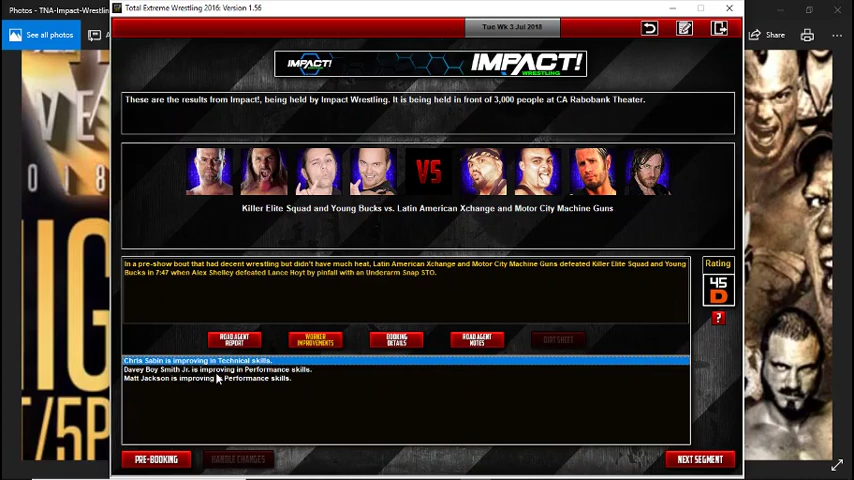 Photos - TNA-Impact-Wrestlin
Total Extreme Wrestling 2016: Version 1.56
See all photos
A
Share
Tue Wk 3 Jul 2018
IMPACT!
IMPACT!
WRESTLING
These are the results from Impact!, being held by Impact Wrestling. It is being held in front of 3,000 people at CA Rabobank Theater.
VS
Killer Elite Squad and Young Bucks vs. Latin American Xchange and Motor City Machine Guns
In a pre-show bout that had decent wrestling but didn't have much heat, Latin American Xchange and Motor City Machine Guns defeated Killer Elite Squad and Young
Bucks in 7:47 when Alex Shelley defeated Lance Hoyt by pinfall with an Underarm Snap STO.
Rating
45
D
?
ROAD AGENT
REPORT
WORKER
IMPROVEMENTS
BOOKING
DETAILS
ROAD AGENT
NOTES
DIRT SHEET
Chris Sabin is improving in Technical skills.
Davey Boy Smith Jr. is improving in Performance skills.
Matt Jackson is improving Performance skills.
PRE-BOOKING
HANDLE CHANGES
NEXT SEGMENT
VE
018
IG
T/5P